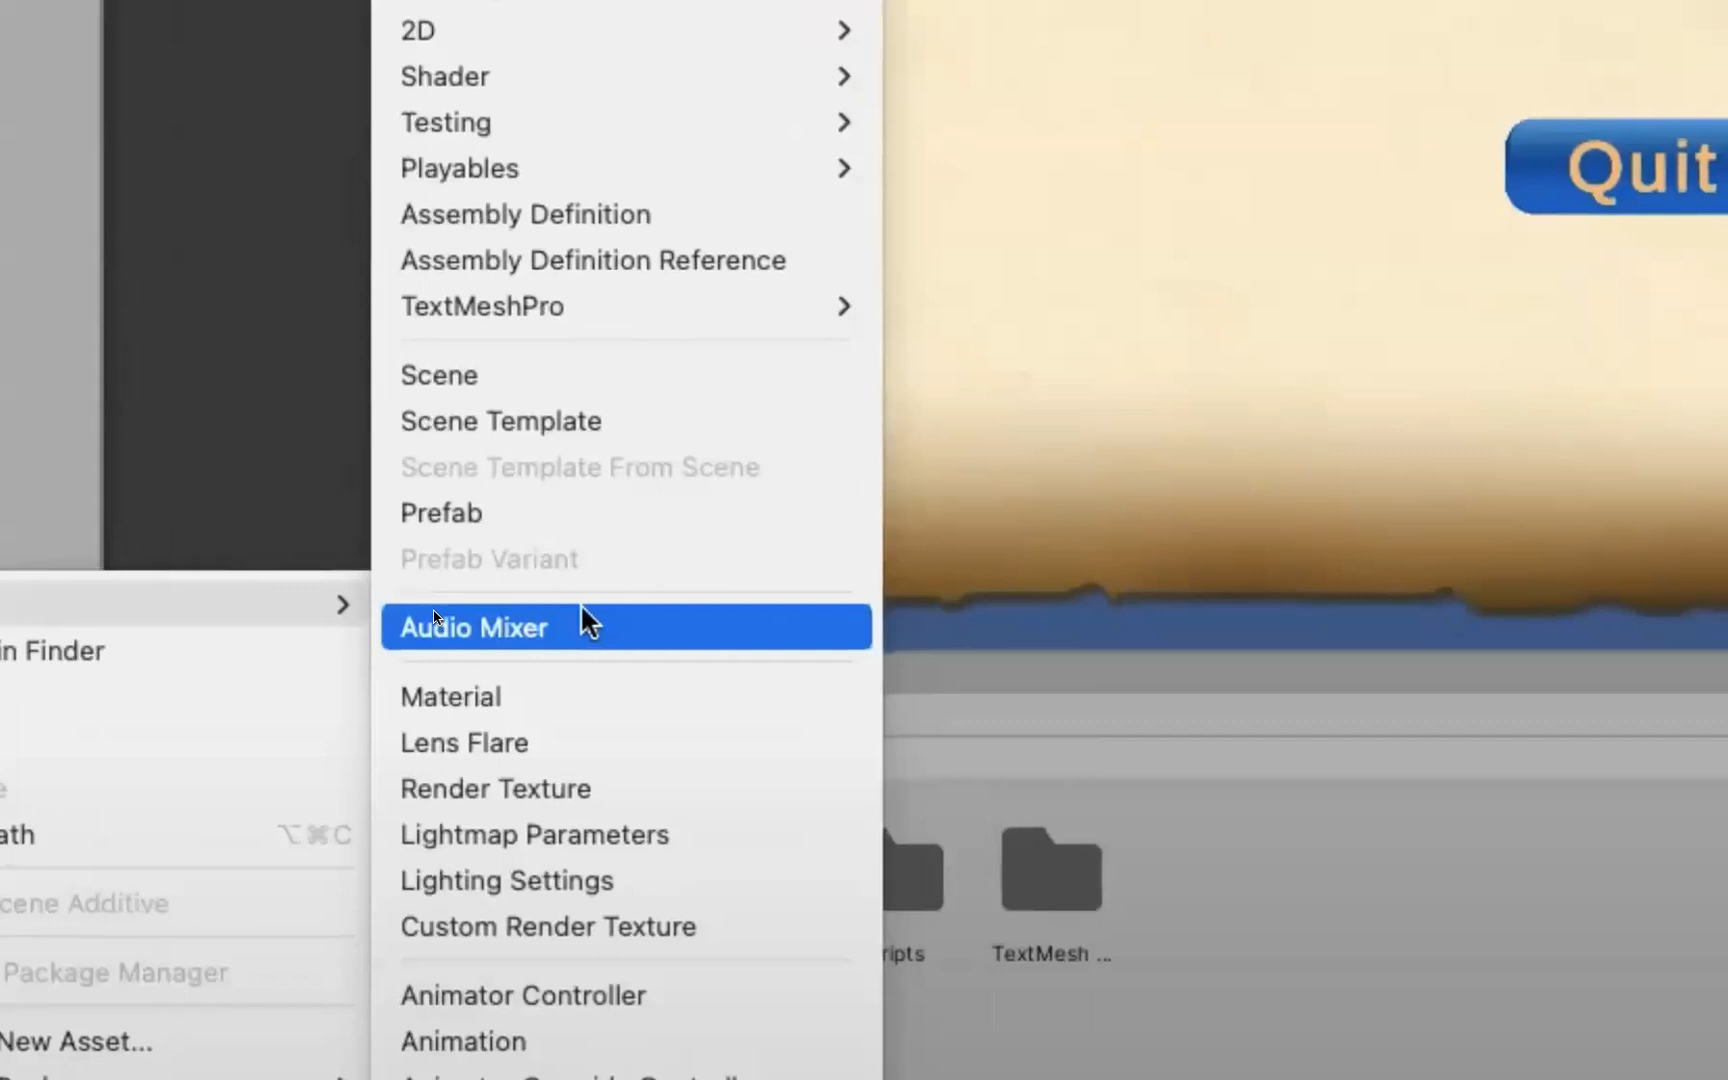 2D
Shader
Testing
Playables
Assembly Definition
Assembly Definition Reference
TextMeshPro
Scene
Scene Template
Scene Template From Scene
Prefab
Prefab Variant
Audio Mixer
Material
Lens Flare
Render Texture
Lightmap Parameters
Lighting Settings
Custom Render Texture
Animator Controller
Animation
in Finder
ath ⌥⌘C
cene Additive
Package Manager
New Asset...
Quit
ripts
TextMesh ...